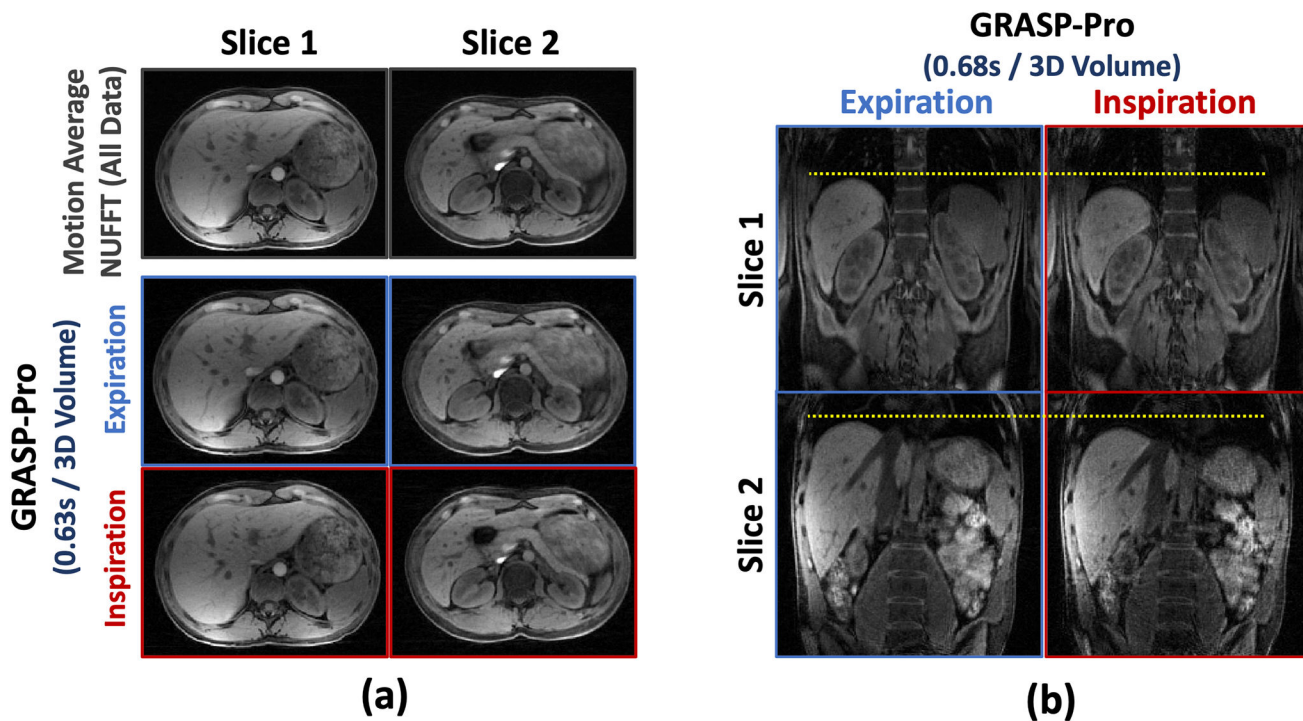 Slice 1
Slice 2
Motion Average
NUFFT (All Data)
GRASP-Pro
(0.63s / 3D Volume)
Expiration
Inspiration
(a)
GRASP-Pro
(0.68s / 3D Volume)
Expiration
Inspiration
Slice 1
Slice 2
(b)